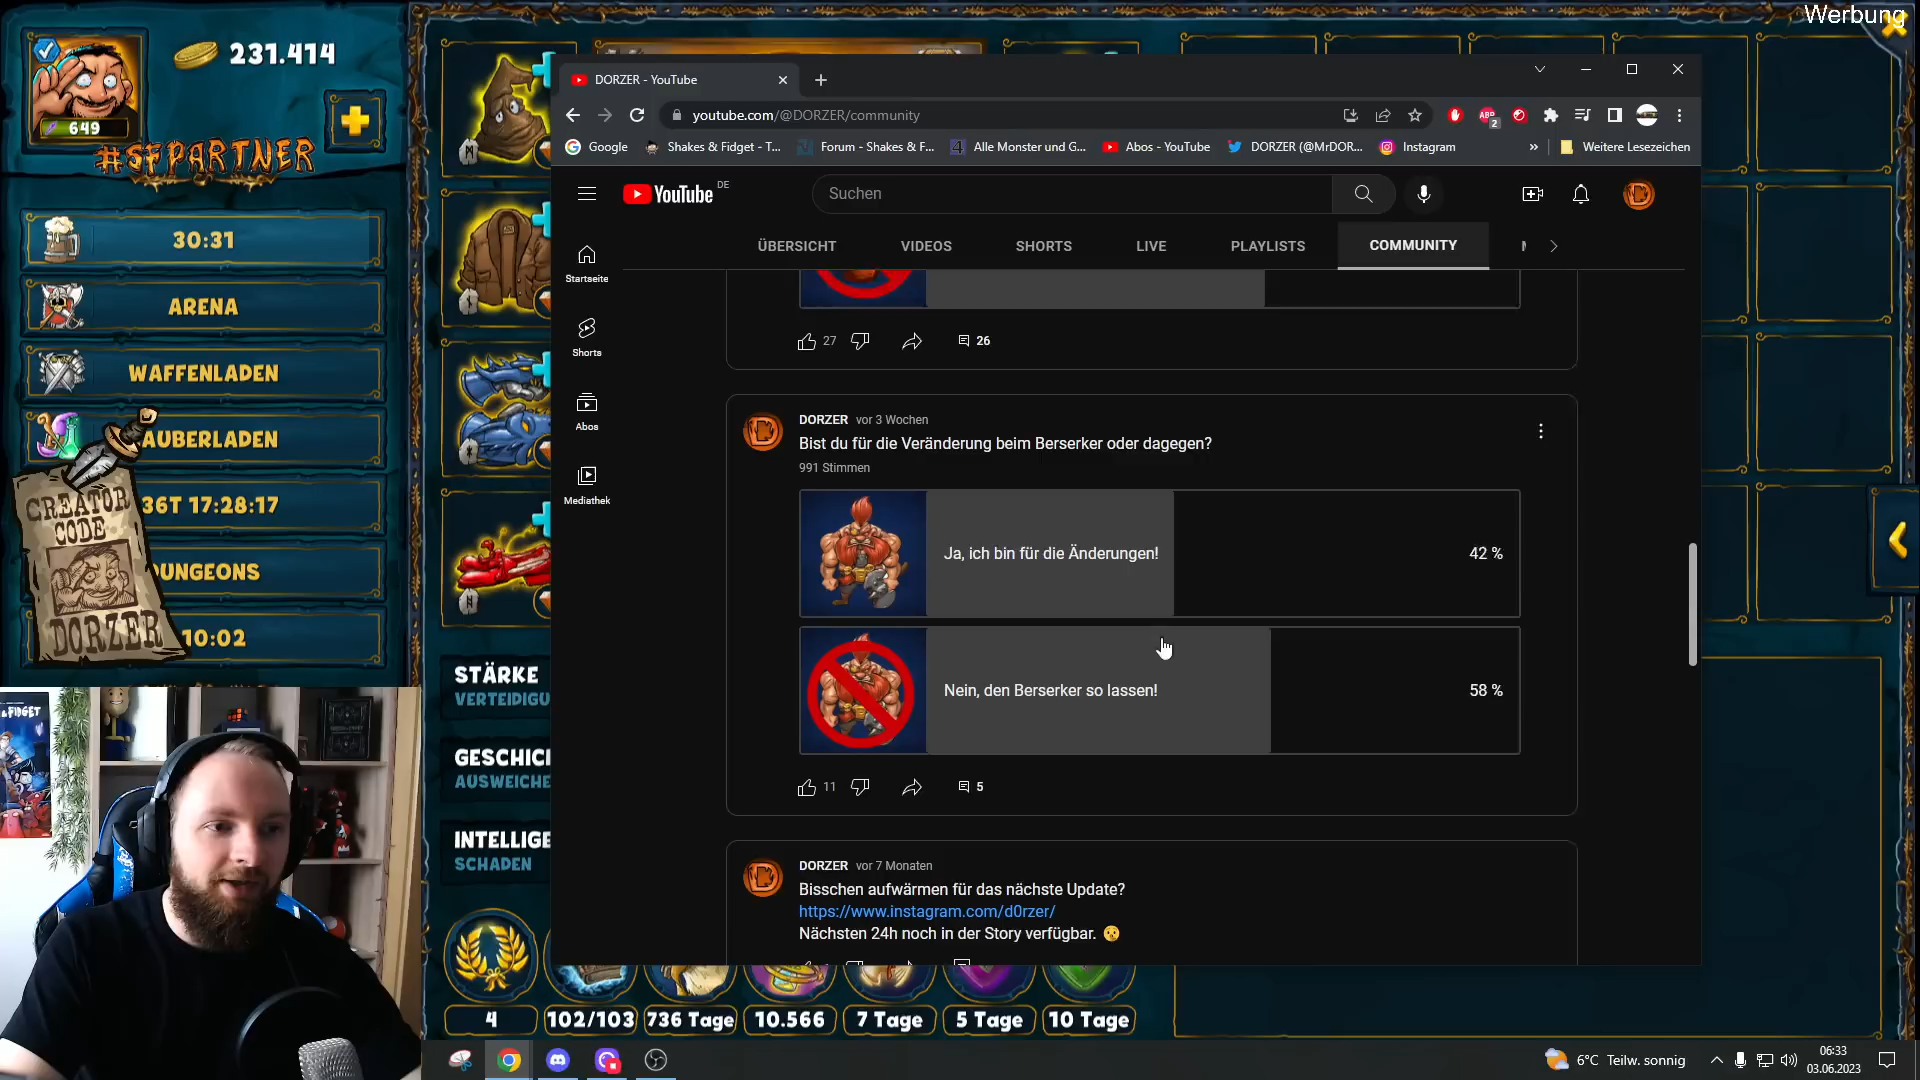 Werbung
231.414
649
#SFPARTNER
30:31
ARENA
WAFFENLADEN
AUBERLADEN
36T 17:28:17
DUNGEONS
10:02
CREATOR
CODE
DORZER
FIDGET
DORZER - YouTube
youtube.com/@DORZER/community
ABP
2
Google
Shakes & Fidget - T...
Forum - Shakes & F...
4
Alle Monster und G...
Abos - YouTube
DORZER (@MrDOR...
Instagram
»
Weitere Lesezeichen
YouTube DE
Suchen
ÜBERSICHT
VIDEOS
SHORTS
LIVE
PLAYLISTS
COMMUNITY
Startseite
Shorts
Abos
Mediathek
27
26
DORZER vor 3 Wochen
Bist du für die Veränderung beim Berserker oder dagegen?
991 Stimmen
Ja, ich bin für die Änderungen!
42 %
Nein, den Berserker so lassen!
58 %
11
5
DORZER vor 7 Monaten
Bisschen aufwärmen für das nächste Update?
https://www.instagram.com/d0rzer/
Nächsten 24h noch in der Story verfügbar. 😗
STÄRKE
VERTEIDIGU
GESCHICK
AUSWEICHE
INTELLIGE
SCHADEN
4
102/103
736 Tage
10.566
7 Tage
5 Tage
10 Tage
6°C Teilw. sonnig
06:33
03.06.2023